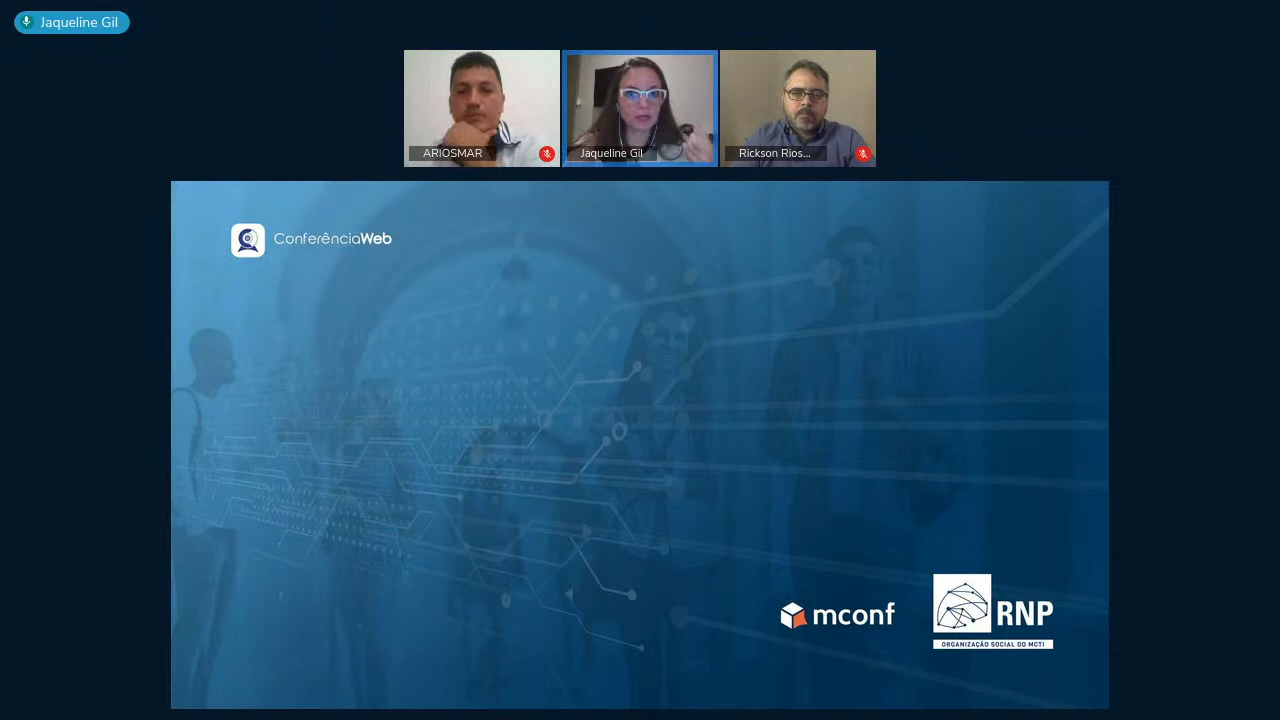 Jaqueline Gil
ARIOSMAR
Jaqueline Gil
Rickson Rios...
ConferênciaWeb
mconf
RNP
ORGANIZAÇÃO SOCIAL DO MCTI